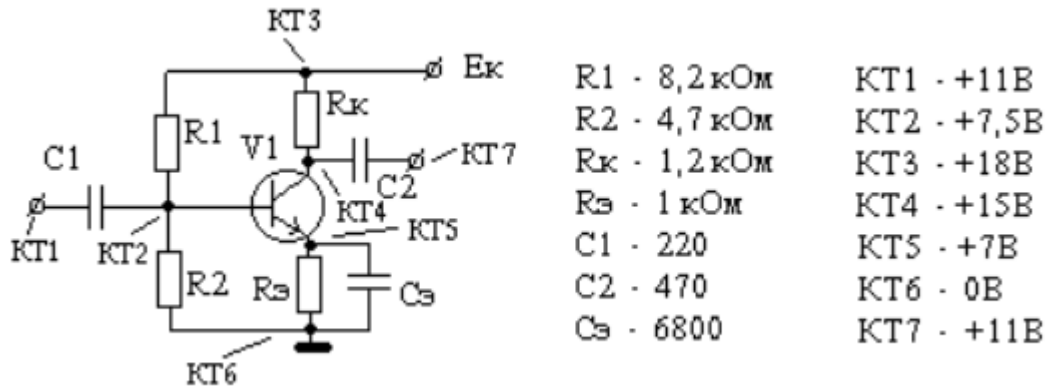 КТ3
Ек
R1
Rк
C1
V1
КТ7
C2
КТ1
КТ2
КТ4
КТ5
R2
Rэ
Cэ
КТ6
R1 - 8,2 кОм
R2 - 4,7 кОм
Rк - 1,2 кОм
Rэ - 1 кОм
C1 - 220
C2 - 470
Cэ - 6800
КТ1 - +11В
КТ2 - +7,5В
КТ3 - +18В
КТ4 - +15В
КТ5 - +7В
КТ6 - 0В
КТ7 - +11В